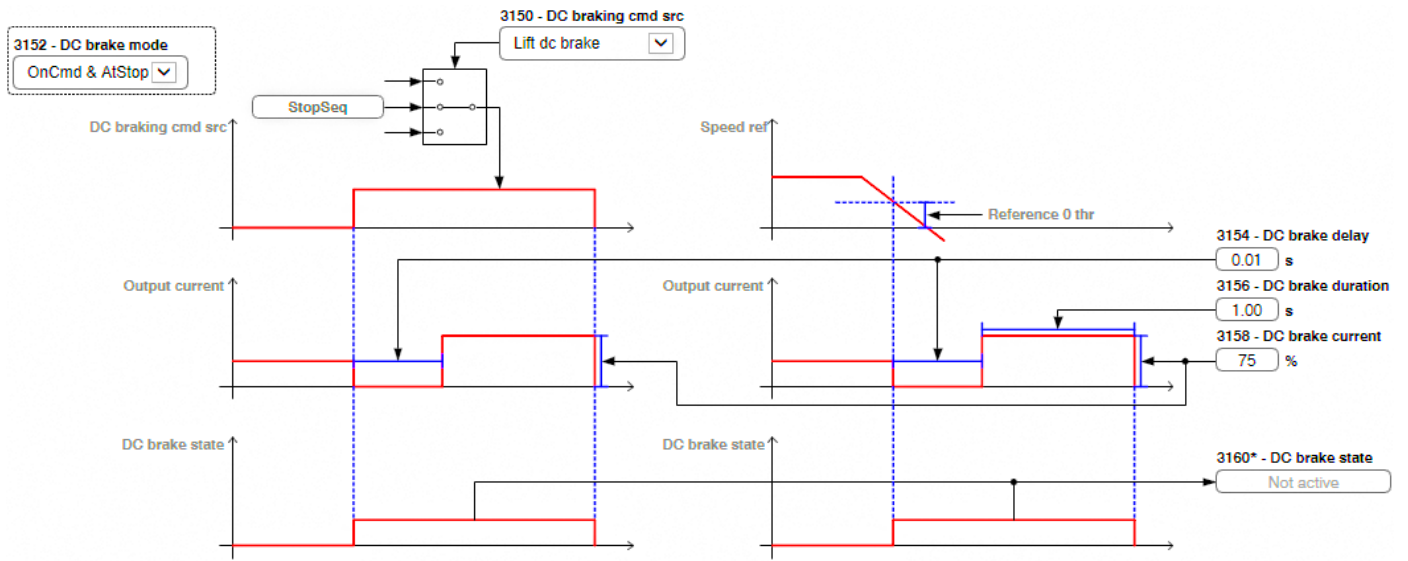 3150 - DC braking cmd src
Lift dc brake
3152 - DC brake mode
OnCmd & AtStop
StopSeq
DC braking cmd src
Speed ref
Reference 0 thr
3154 - DC brake delay
0.01 s
Output current
Output current
3156 - DC brake duration
1.00 s
3158 - DC brake current
75 %
DC brake state
DC brake state
3160* - DC brake state
Not active